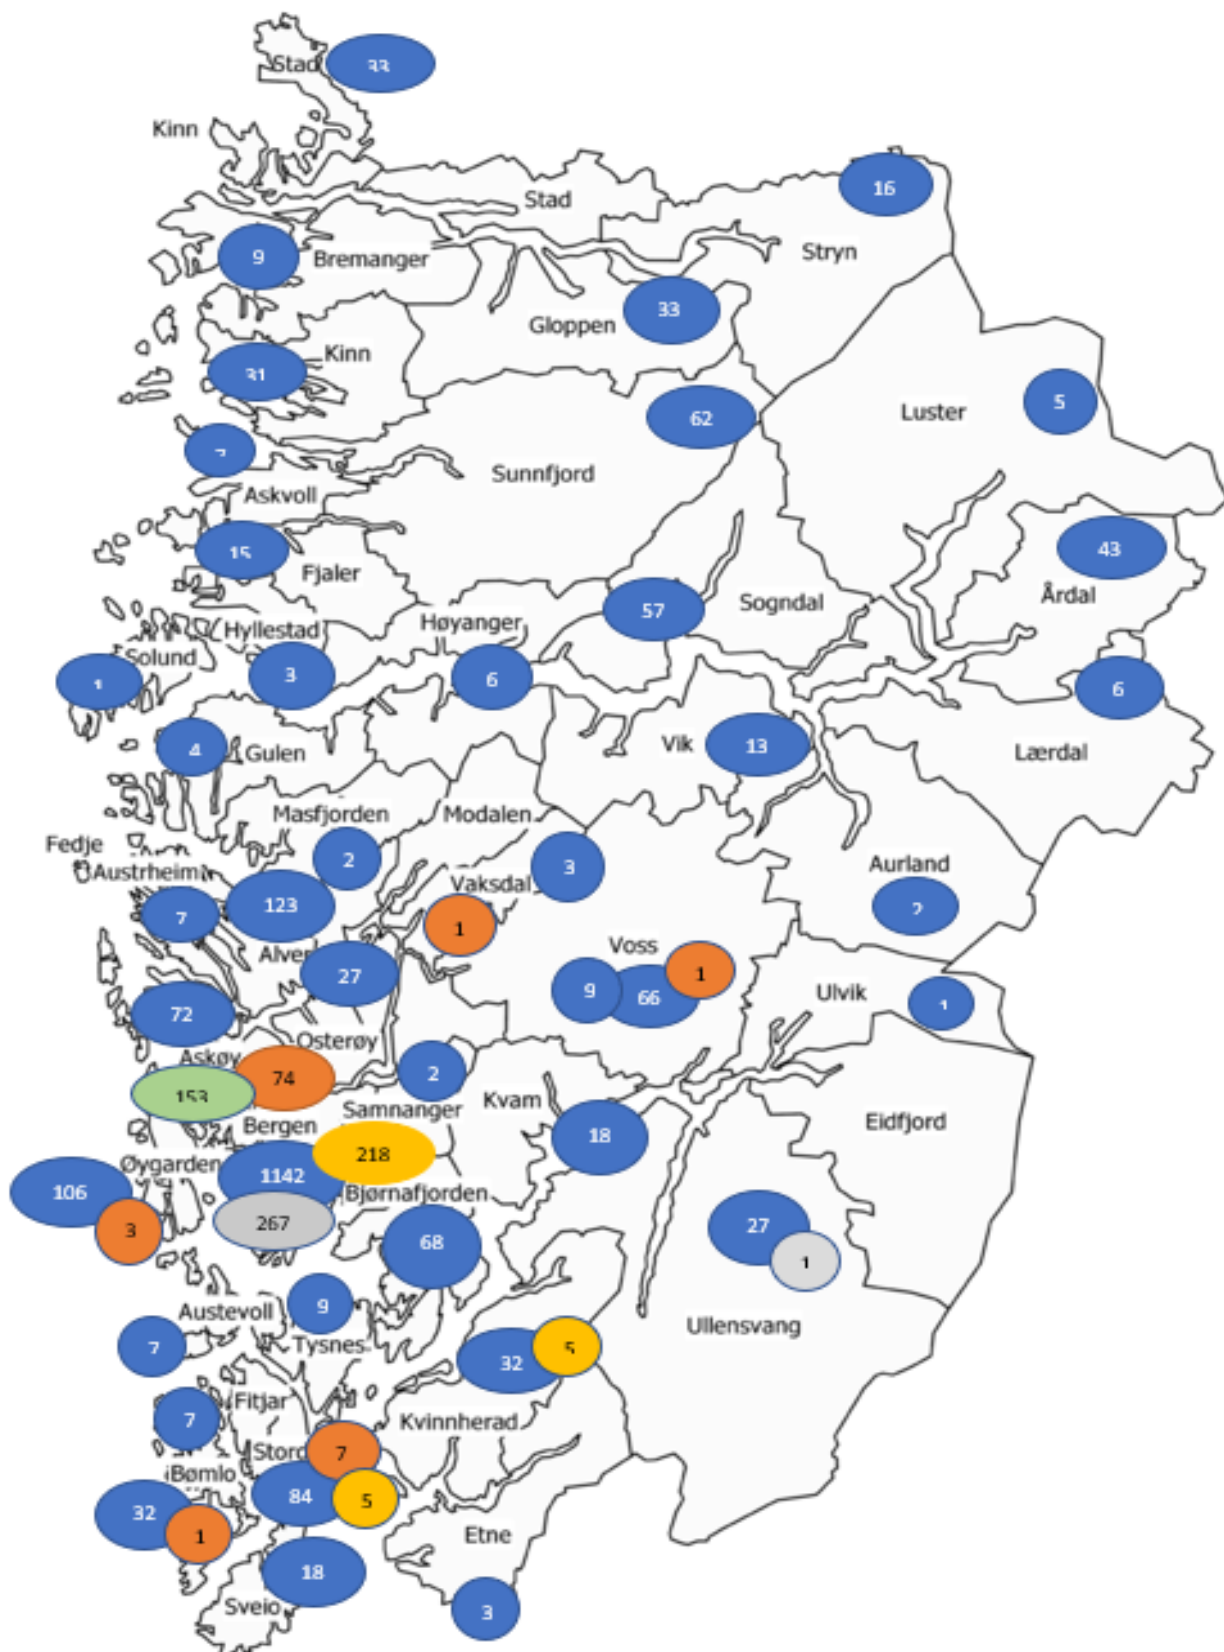 Stad
33
Kinn
16
Stad
9
Bremanger
Stryn
33
Gloppen
Kinn
31
5
Luster
62
7
Sunnfjord
Askvoll
15
43
Fjaler
Årdal
57
Sogndal
Høyanger
Hyllestad
Solund
1
3
6
6
4
Gulen
Vik
13
Lærdal
Masfjorden
Modalen
Fedje
2
Austrheim
3
Aurland
Vaksdal
7
123
2
1
Alver
Voss
27
9
66
1
Ulvik
1
72
Osterøy
Askøy
74
2
153
Samnanger
Kvam
Bergen
18
Eidfjord
218
Øygarden
1142
106
Bjørnafjorden
267
3
68
27
1
Austevoll
9
Ullensvang
7
Tysnes
32
5
Fitjar
7
Kvinnherad
Stord
7
Bømlo
84
5
32
1
Etne
18
Sveio
3